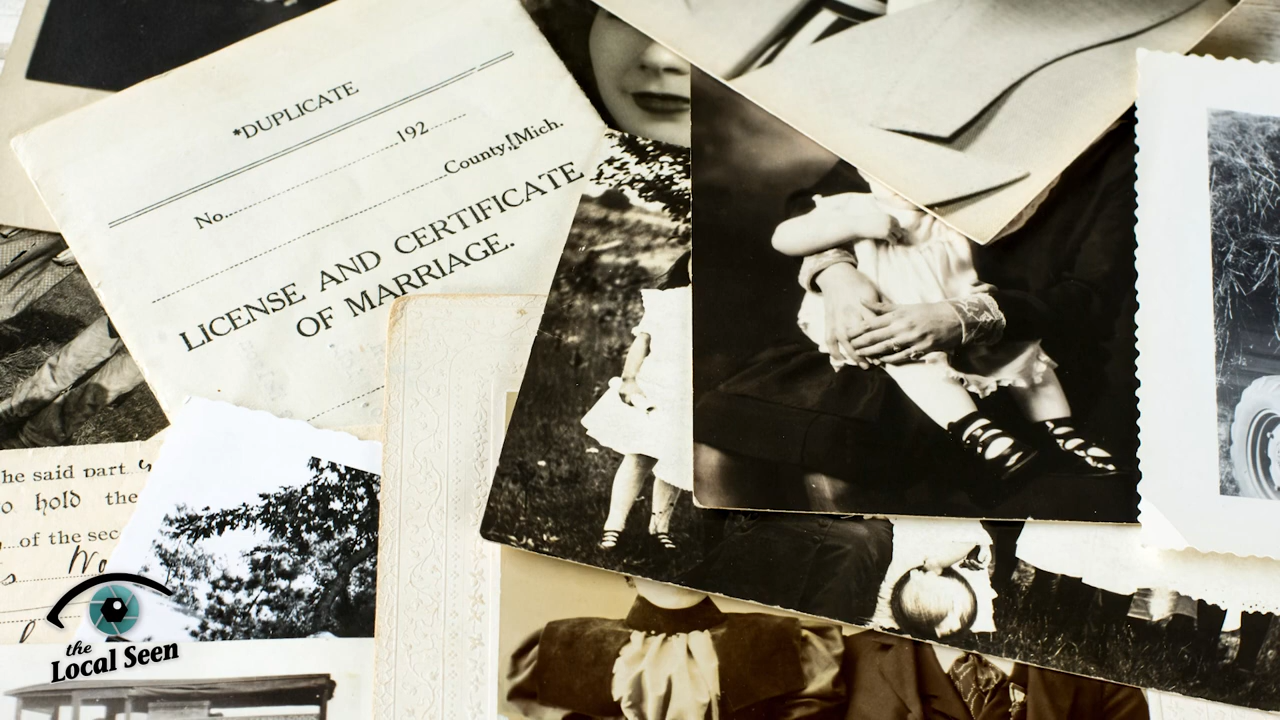 *DUPLICATE
No. 192
County, Mich.
LICENSE AND CERTIFICATE
OF MARRIAGE.
he said part
o hold the
of the sec
s
the
Local Seen